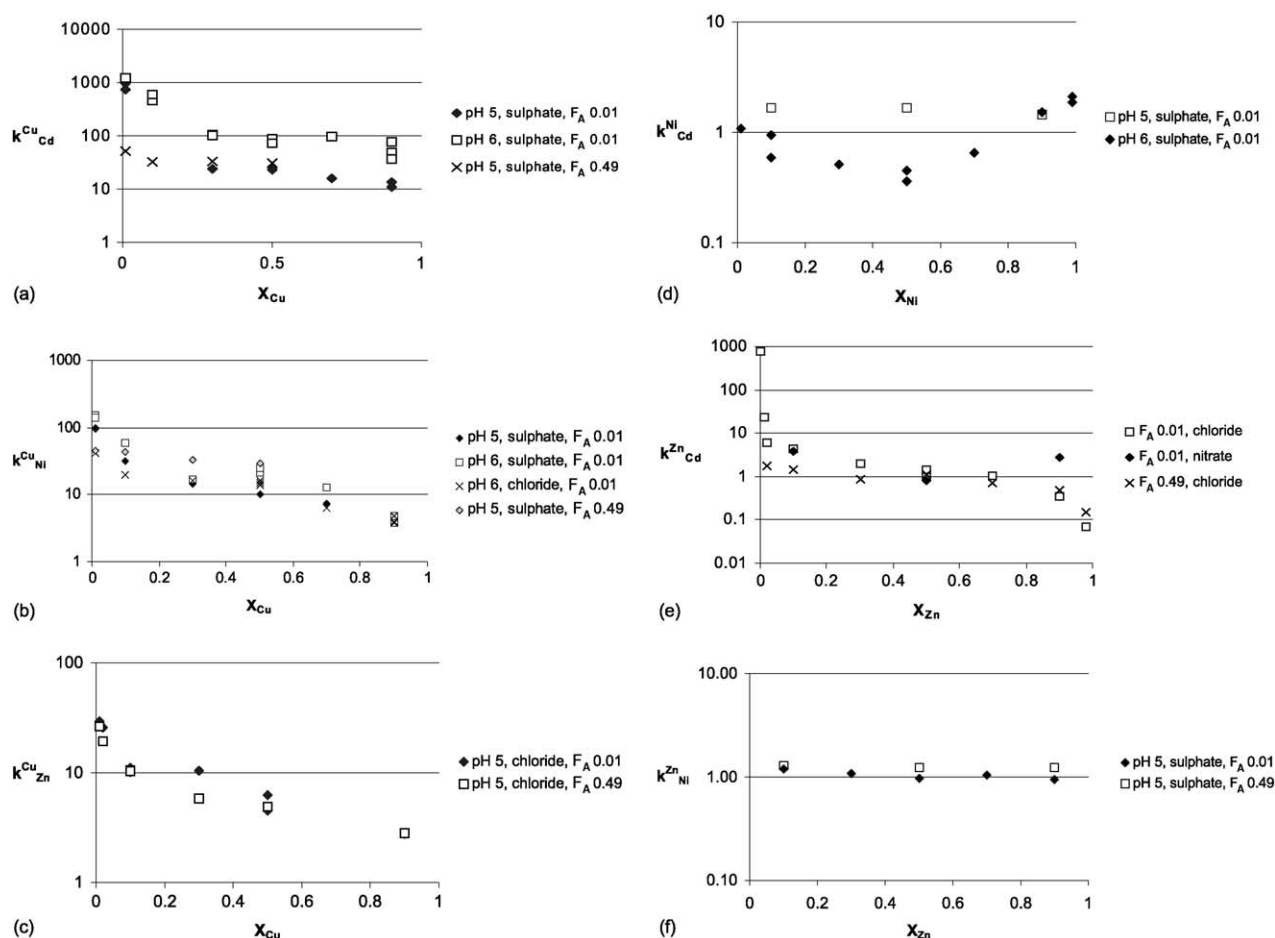 10000
1000
100
10
1
k^Cu_Cd
0
0.5
1
X_Cu
pH 5, sulphate, F_A 0.01
pH 6, sulphate, F_A 0.01
pH 5, sulphate, F_A 0.49
(a)
1000
100
10
1
k^Cu_Ni
0
0.2
0.4
0.6
0.8
1
X_Cu
pH 5, sulphate, F_A 0.01
pH 6, sulphate, F_A 0.01
pH 6, chloride, F_A 0.01
pH 5, sulphate, F_A 0.49
(b)
100
10
1
k^Cu_Zn
0
0.2
0.4
0.6
0.8
1
X_Cu
pH 5, chloride, F_A 0.01
pH 5, chloride, F_A 0.49
(c)
10
1
0.1
k^Ni_Cd
0
0.2
0.4
0.6
0.8
1
X_Ni
pH 5, sulphate, F_A 0.01
pH 6, sulphate, F_A 0.01
(d)
1000
100
10
1
0.1
0.01
k^Zn_Cd
0
0.2
0.4
0.6
0.8
1
X_Zn
F_A 0.01, chloride
F_A 0.01, nitrate
F_A 0.49, chloride
(e)
10.00
1.00
0.10
k^Zn_Ni
0
0.2
0.4
0.6
0.8
1
X_Zn
pH 5, sulphate, F_A 0.01
pH 5, sulphate, F_A 0.49
(f)